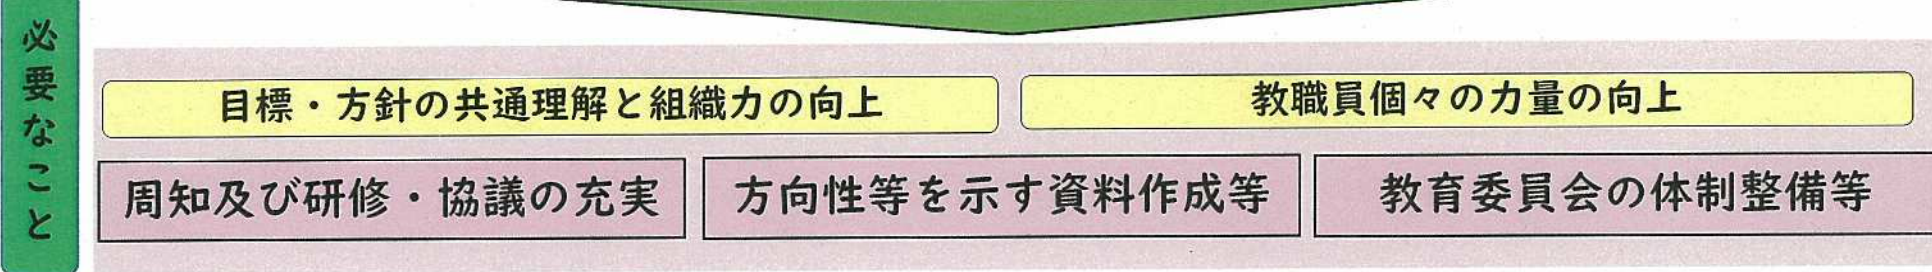 必要なこと
目標・方針の共通理解と組織力の向上
教職員個々の力量の向上
周知及び研修・協議の充実
方向性等を示す資料作成等
教育委員会の体制整備等